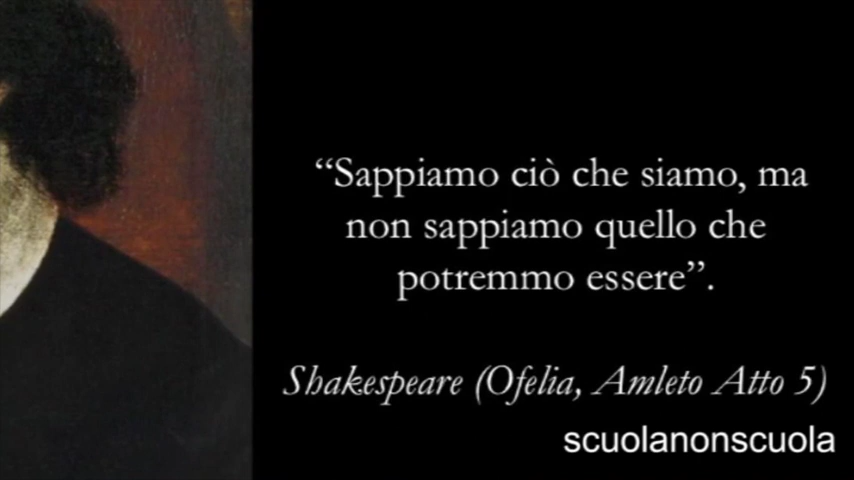 “Sappiamo ciò che siamo, ma
non sappiamo quello che
potremmo essere”.
Shakespeare (Ofelia, Amleto Atto 5)
scuolanonscuola